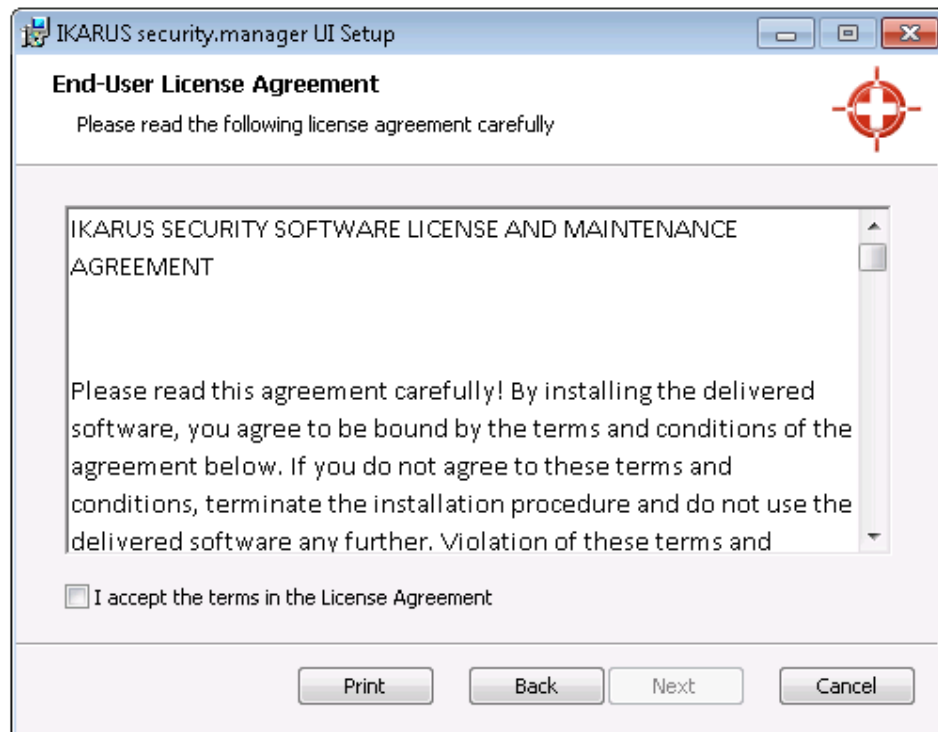 IKARUS security.manager UI Setup
End-User License Agreement
Please read the following license agreement carefully
IKARUS SECURITY SOFTWARE LICENSE AND MAINTENANCE
AGREEMENT
Please read this agreement carefully! By installing the delivered
software, you agree to be bound by the terms and conditions of the
agreement below. If you do not agree to these terms and
conditions, terminate the installation procedure and do not use the
delivered software any further. Violation of these terms and
I accept the terms in the License Agreement
Print Back Next Cancel